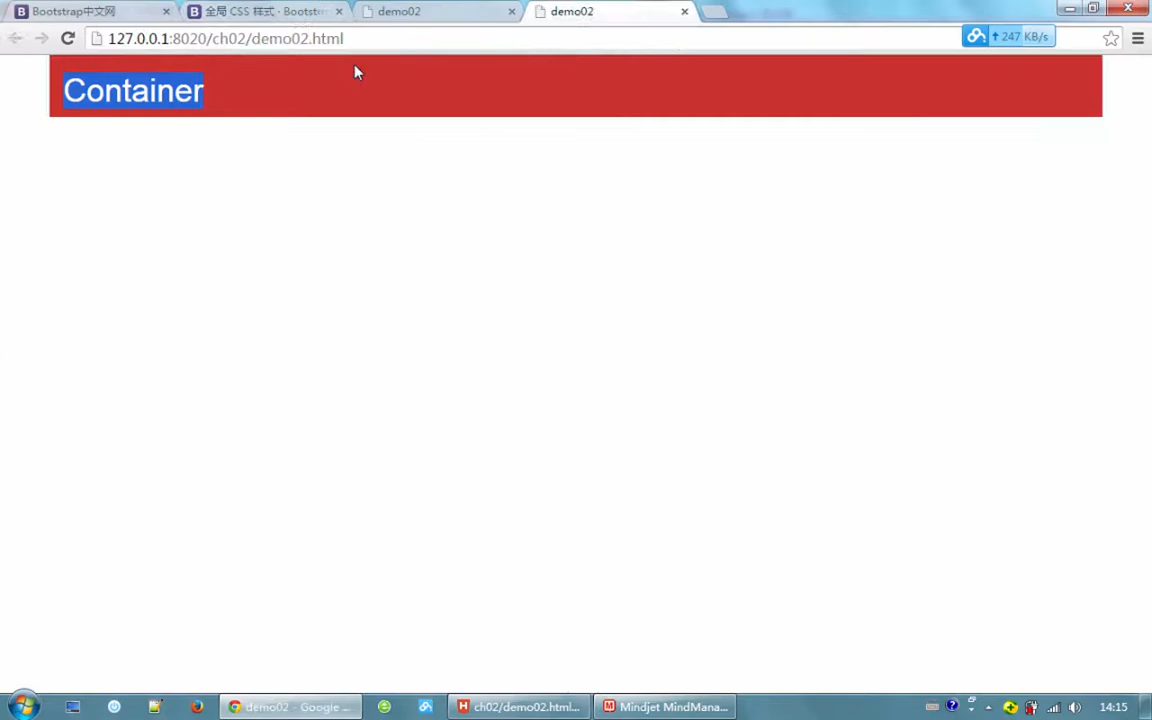 Bootstrap中文网
全局 CSS 样式 · Bootst
demo02
demo02
127.0.0.1:8020/ch02/demo02.html
247 KB/s
Container
demo02 - Google ...
ch02/demo02.html...
Mindjet MindMana...
14:15